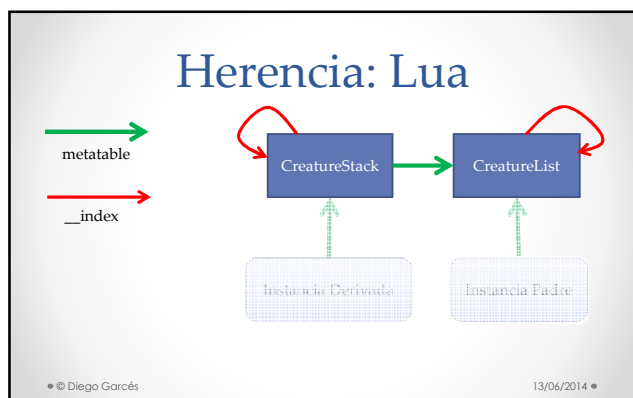 Herencia: Lua
metatable
__index
CreatureStack
CreatureList
Instancia Derivada
Instancia Padre
© Diego Garcés
13/06/2014